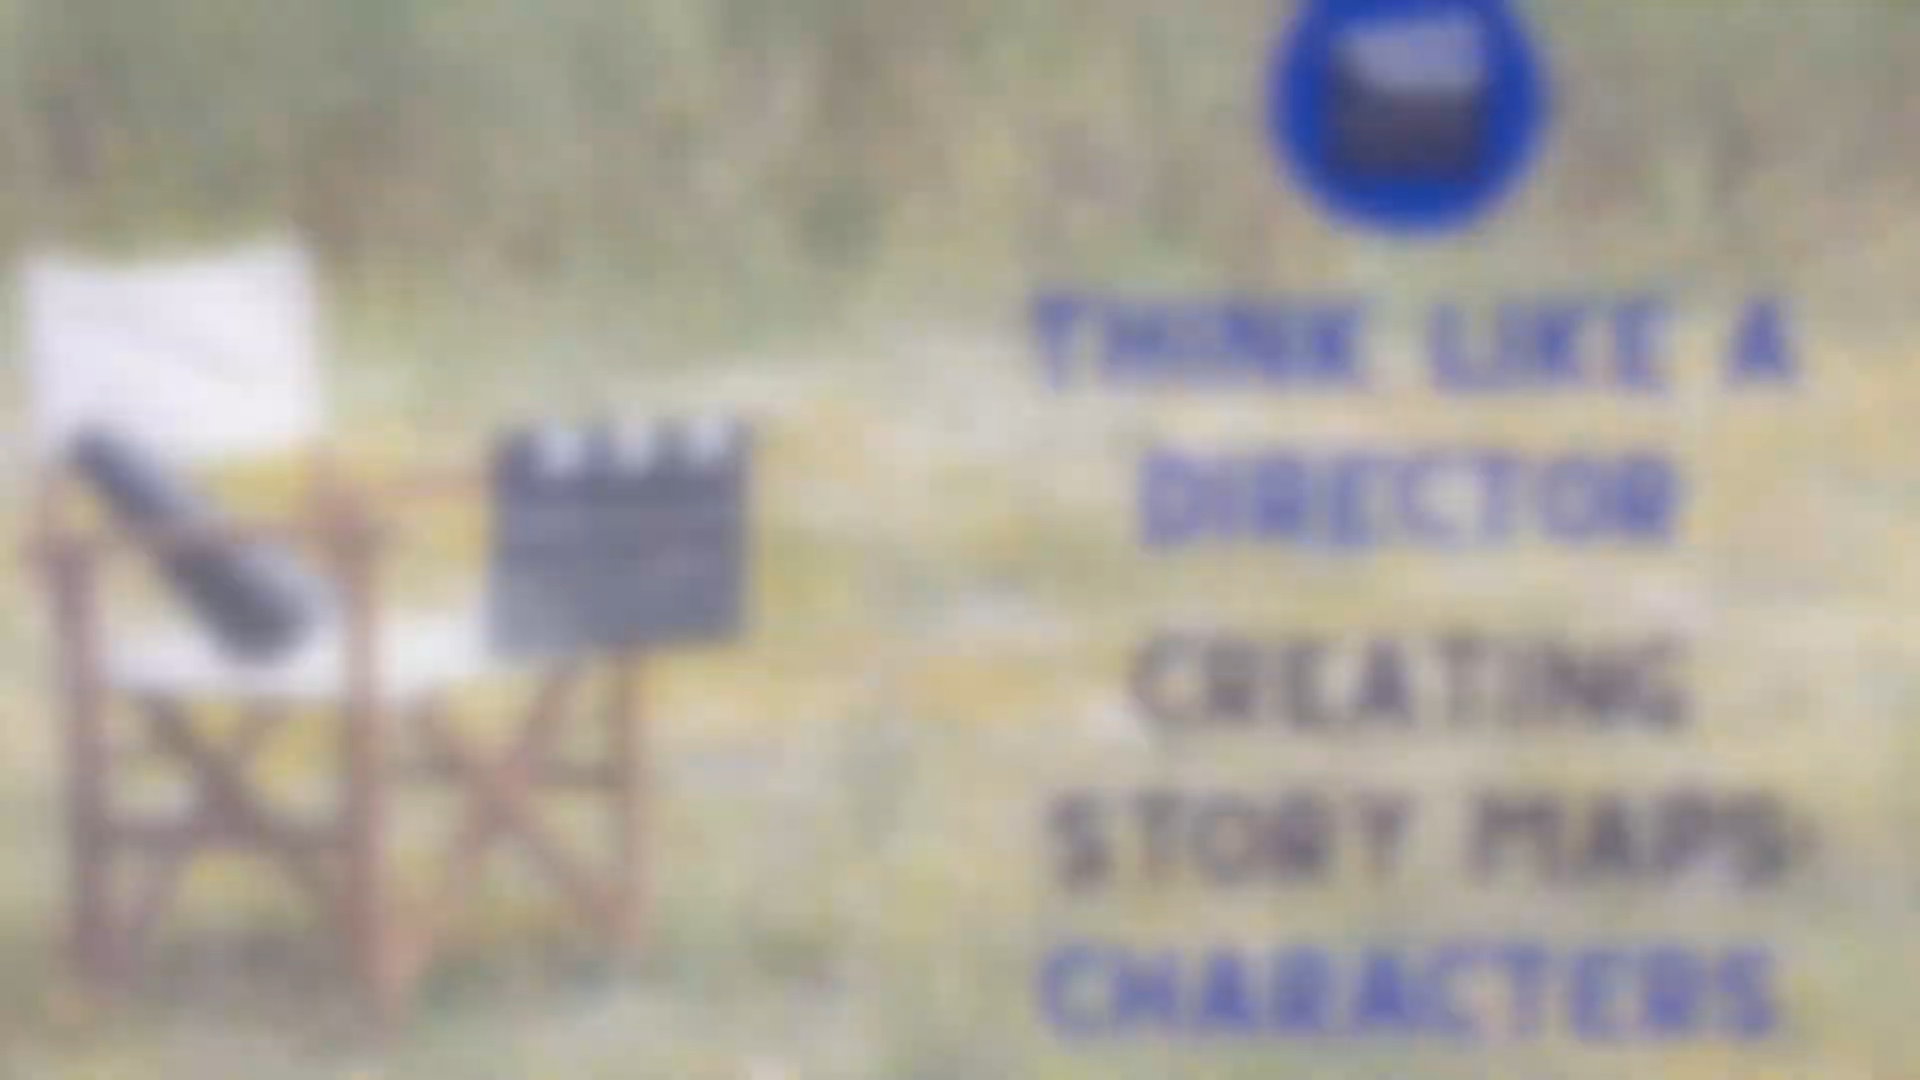 THINK LIKE A
DIRECTOR
CREATING
STORY MAPS:
CHARACTERS